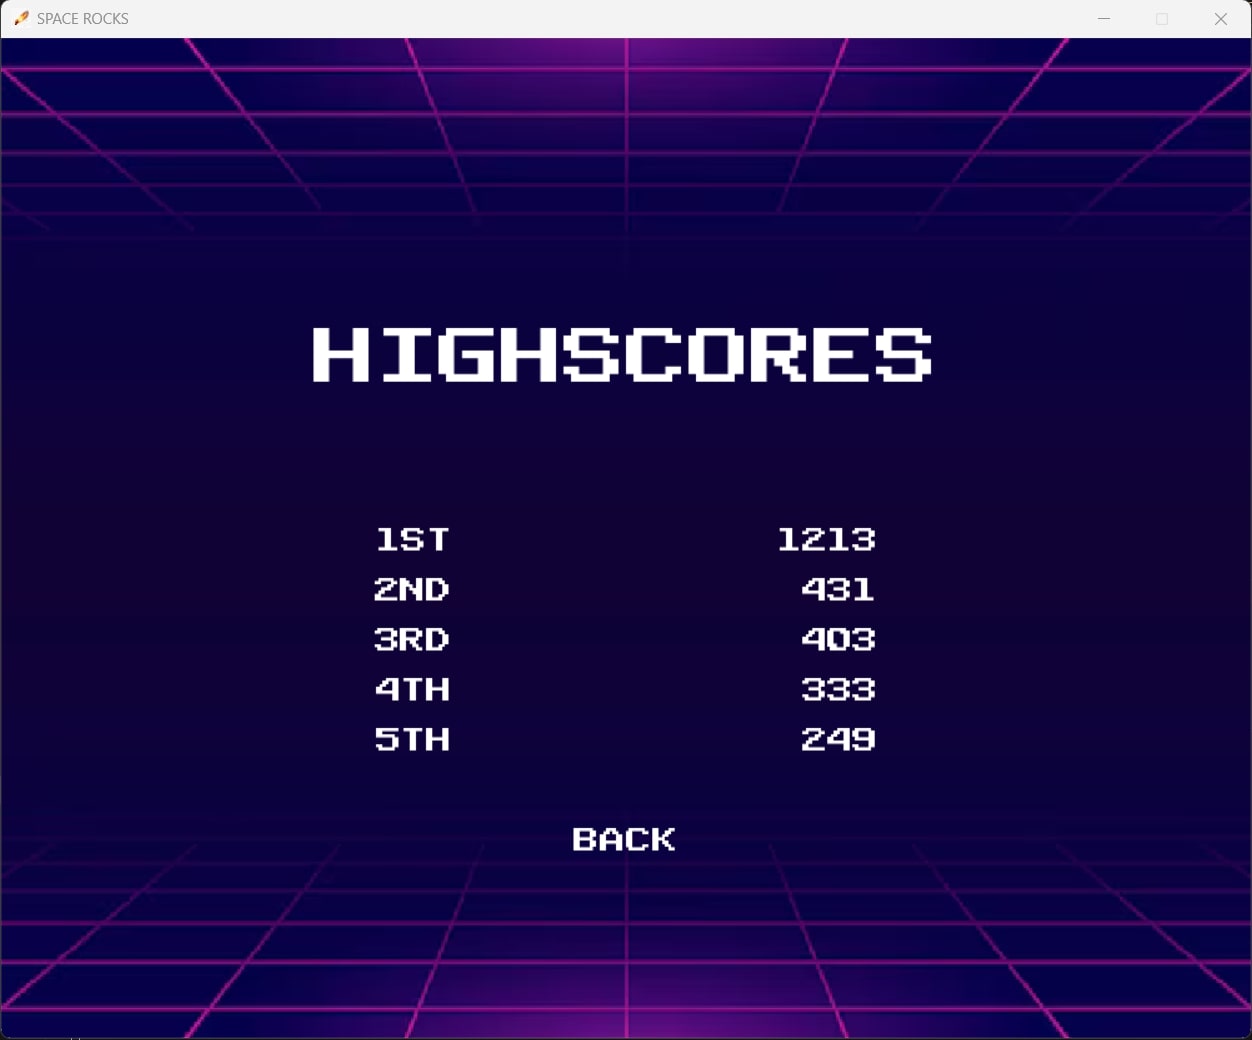 SPACE ROCKS
HIGHSCORES
1ST 1213
2ND 431
3RD 403
4TH 333
5TH 249
BACK